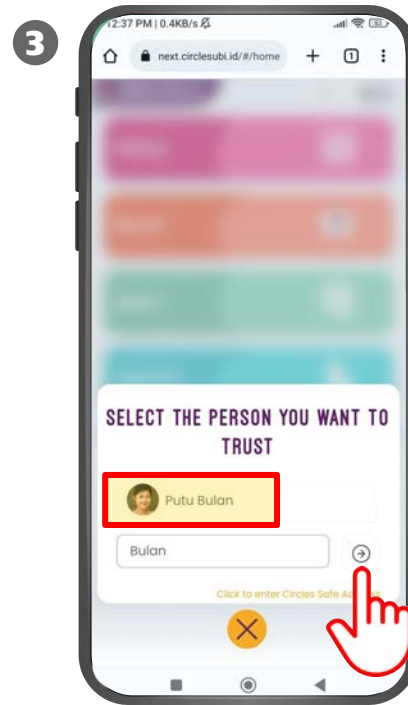 3
12:37 PM | 0.4KB/s
next.circlesubi.id/#/home
1
SELECT THE PERSON YOU WANT TO
TRUST
Putu Bulan
Bulan
Click to enter Circles Safe